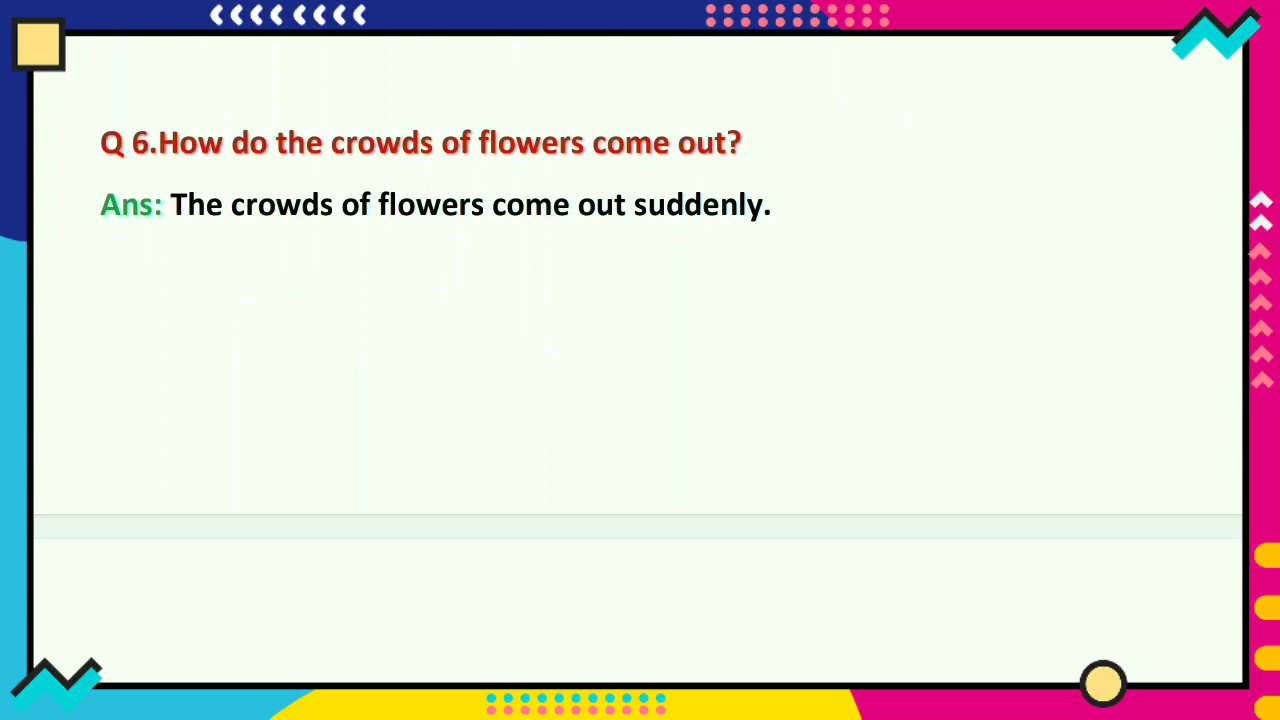 Q 6.How do the crowds of flowers come out?
Ans: The crowds of flowers come out suddenly.